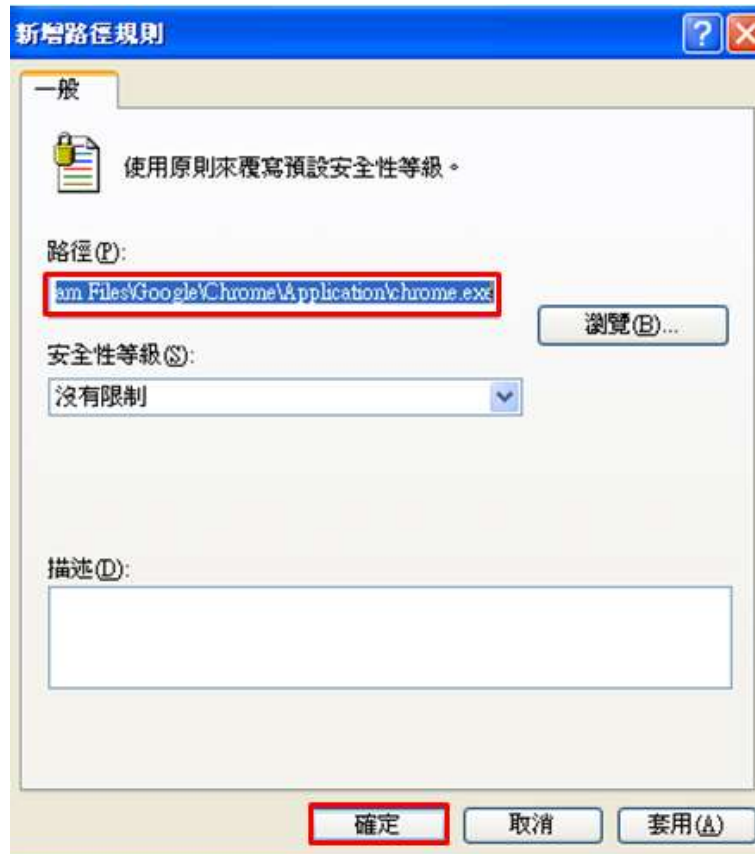 新增路徑規則
一般
使用原則來覆寫預設安全性等級。
路徑(P):
am Files\Google\Chrome\Application\chrome.exe
瀏覽(B)...
安全性等級(S):
沒有限制
描述(D):
確定
取消
套用(A)